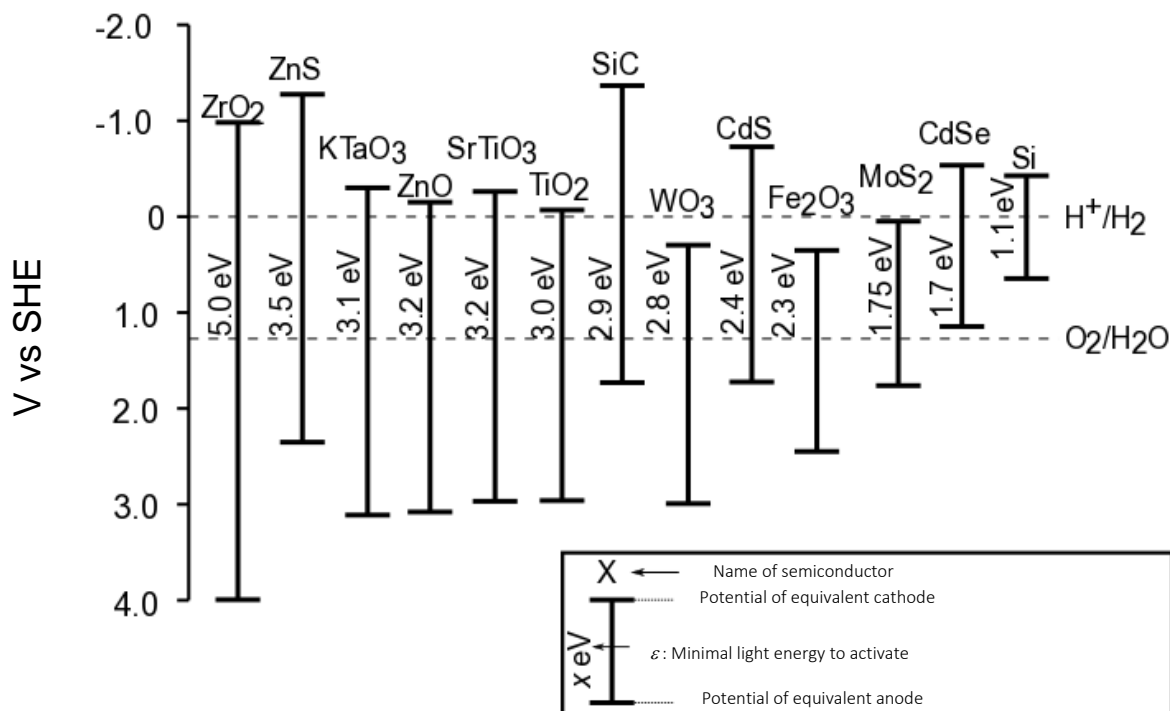 V vs SHE
-2.0
-1.0
0
1.0
2.0
3.0
4.0
ZrO2
5.0 eV
ZnS
3.5 eV
KTaO3
3.1 eV
ZnO
3.2 eV
SrTiO3
3.2 eV
TiO2
3.0 eV
SiC
2.9 eV
WO3
2.8 eV
CdS
2.4 eV
Fe2O3
2.3 eV
MoS2
1.75 eV
CdSe
1.7 eV
Si
1.1 eV
H+/H2
O2/H2O
X
Name of semiconductor
Potential of equivalent cathode
x eV
ε : Minimal light energy to activate
Potential of equivalent anode